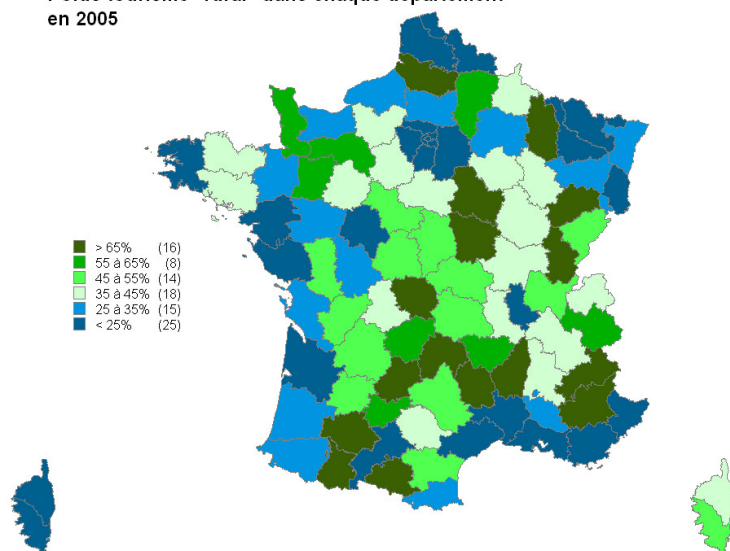 en 2005
> 65% (16)
55 à 65% (8)
45 à 55% (14)
35 à 45% (18)
25 à 35% (15)
< 25% (25)